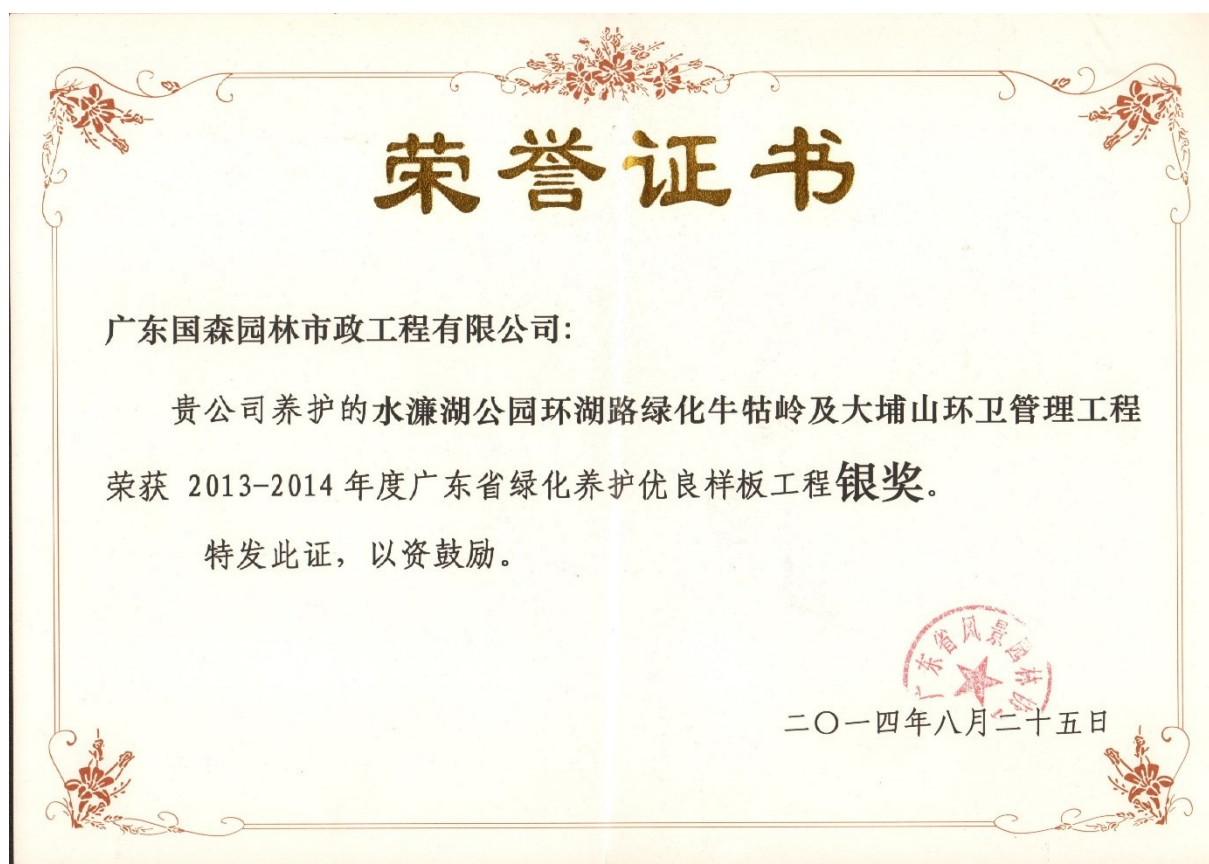 荣誉证书
广东国森园林市政工程有限公司:
贵公司养护的水濂湖公园环湖路绿化牛牯岭及大埔山环卫管理工程
荣获 2013-2014 年度广东省绿化养护优良样板工程银奖。
特发此证，以资鼓励。
广东省风景园林协
二〇一四年八月二十五日